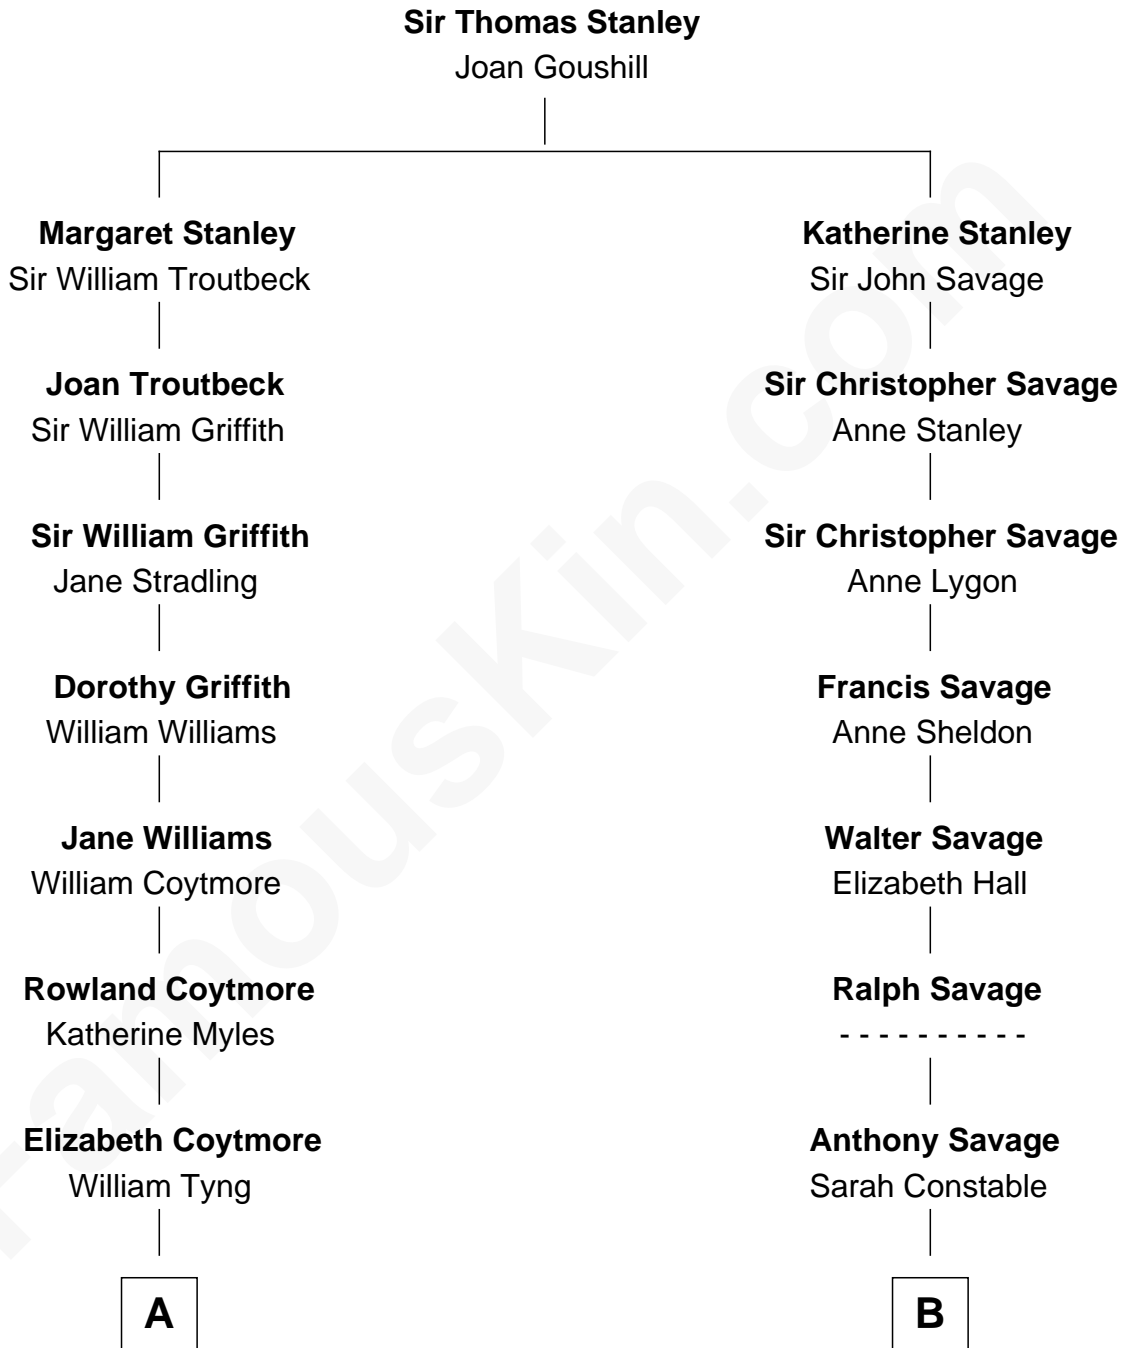 Sir Thomas Stanley
Joan Goushill
Margaret Stanley
Sir William Troutbeck
Katherine Stanley
Sir John Savage
Joan Troutbeck
Sir William Griffith
Sir Christopher Savage
Anne Stanley
Sir William Griffith
Jane Stradling
Sir Christopher Savage
Anne Lygon
Dorothy Griffith
William Williams
Francis Savage
Anne Sheldon
Jane Williams
William Coytmore
Walter Savage
Elizabeth Hall
Rowland Coytmore
Katherine Myles
Ralph Savage
- - - - - - - - - -
Elizabeth Coytmore
William Tyng
Anthony Savage
Sarah Constable
A
B
FamousKin.com